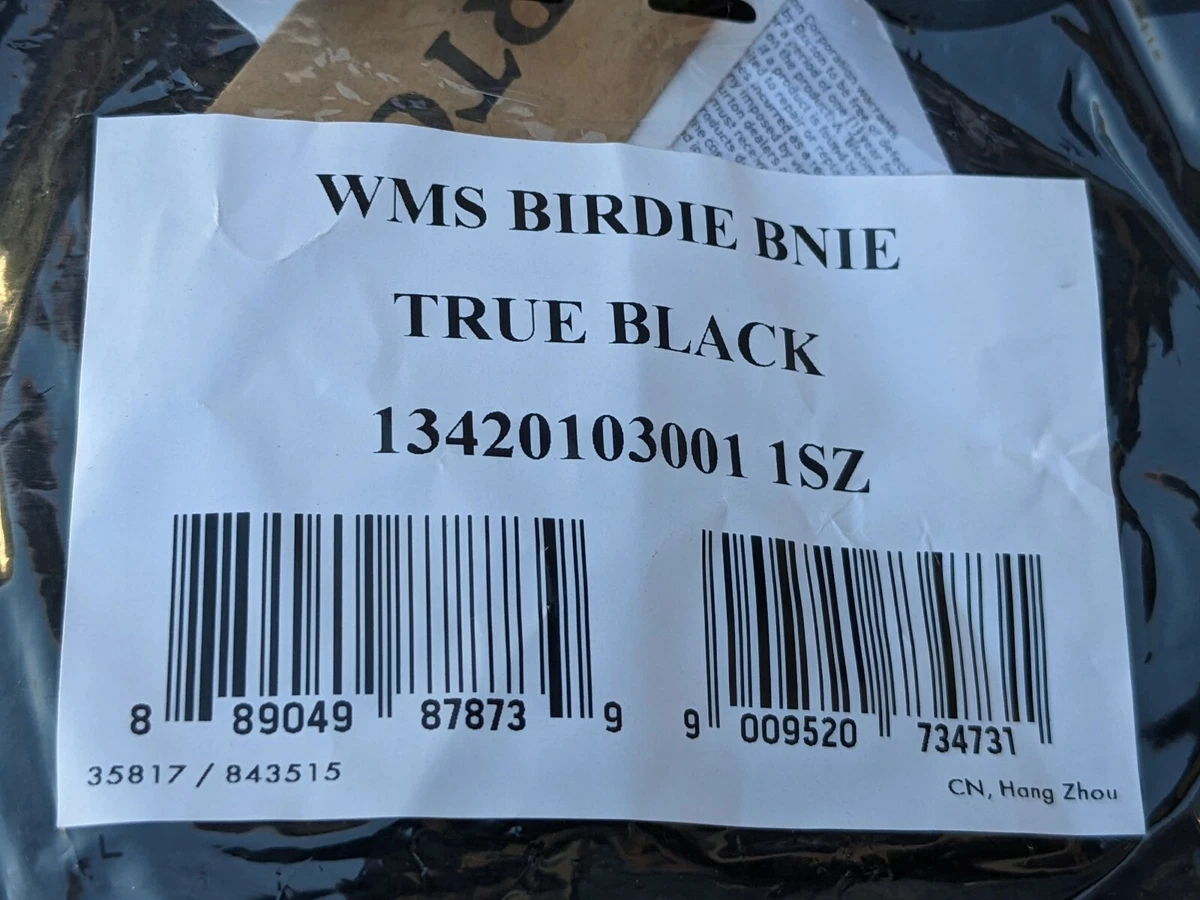 WMS BIRDIE BNIE
TRUE BLACK
13420103001 1SZ
8 89049 87873 9
9 009520 734731
35817 / 843515
CN, Hang Zhou